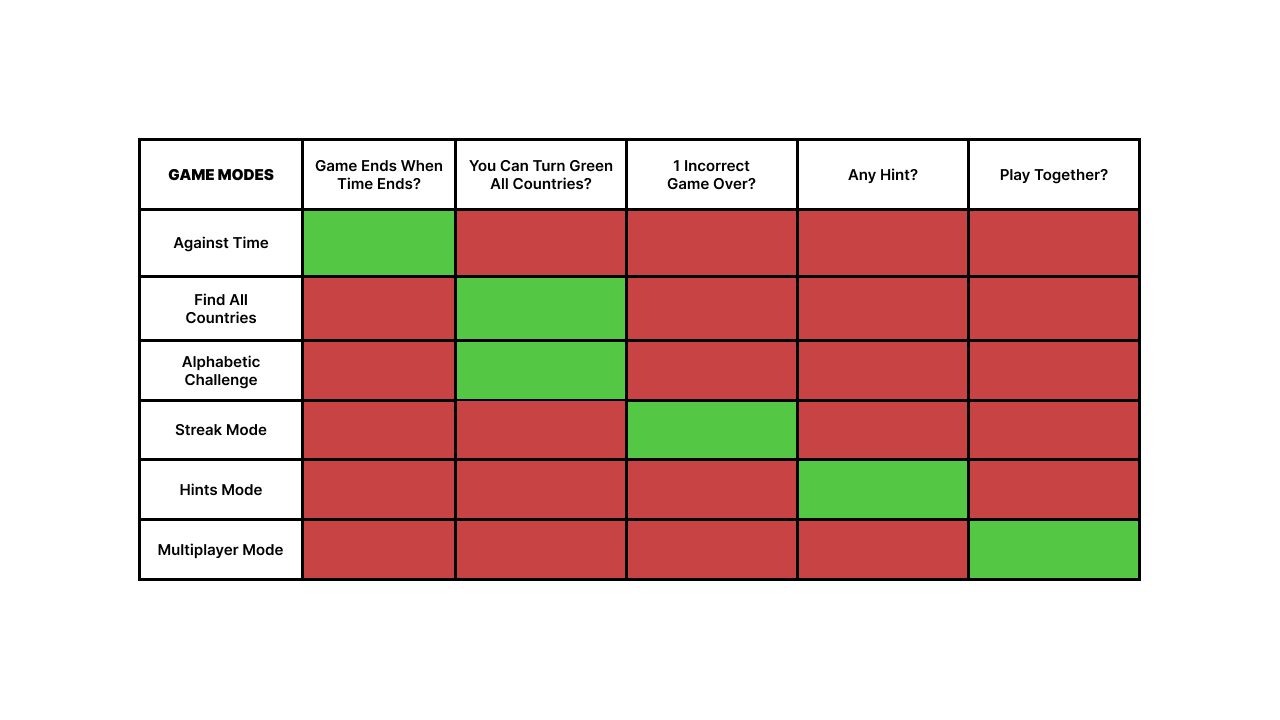 GAME MODES
Game Ends When
Time Ends?
You Can Turn Green
All Countries?
1 Incorrect
Game Over?
Any Hint?
Play Together?
Against Time
Find All
Countries
Alphabetic
Challenge
Streak Mode
Hints Mode
Multiplayer Mode